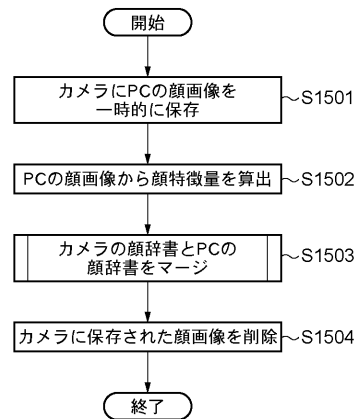 開始
カメラにPCの顔画像を
一時的に保存
S1501
PCの顔画像から顔特徴量を算出
S1502
カメラの顔辞書とPCの
顔辞書をマージ
S1503
カメラに保存された顔画像を削除
S1504
終了